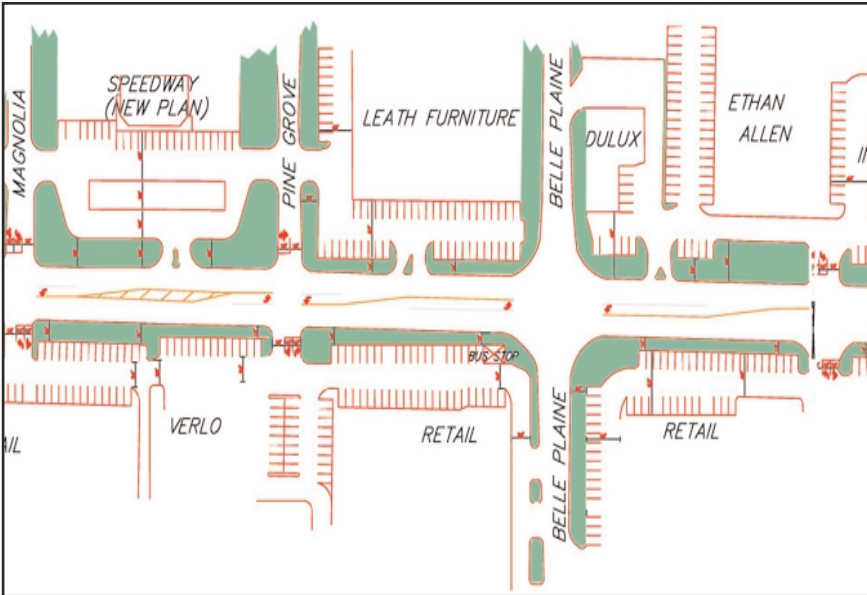 MAGNOLIA
SPEEDWAY
(NEW PLAN)
PINE GROVE
LEATH FURNITURE
BELLE PLAINE
DULUX
ETHAN
ALLEN
BUS STOP
AIL
VERLO
RETAIL
BELLE PLAINE
RETAIL